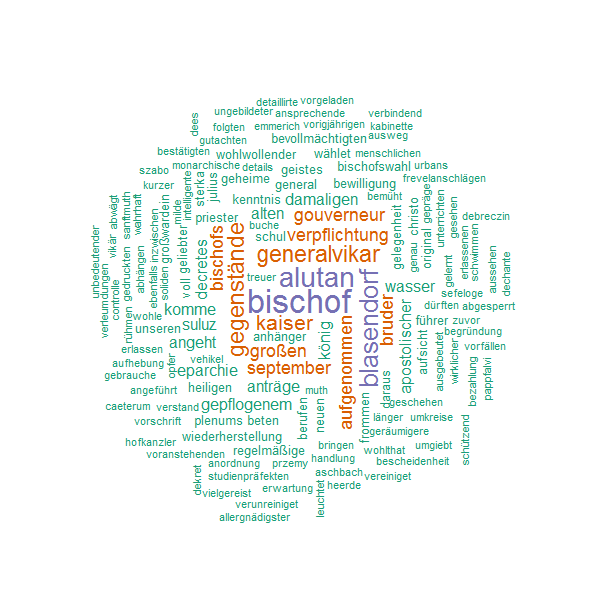 detaillirte vorgeladen
ungebildeter ansprechende verbindend
dees folgten emmerich vorigjährigen kabinette
gutachten bevollmächtigten ausweg
bestätigten wohlwollender wählet menschlichen
szabo monarchische details geistes bischofswahl urbans
kurzer sterka julius geheime general bewilligung frevelanschlägen
intelligente kenntnis damaligen bemüht
milde priester alten gouverneur gelegenheit christo gepräge
buche verpflichtung original genau unterrichten gesehen debreczin
unbedeutender vikär abwägt sanftmuth wahrhaft
verleumdungen controlle rühmen gedruckten abhängen
ebenfalls inzwischen soliden großwardein
voll geliebter decretes bischofs gegenstände schul
generalvikar
treuer alutan
bischof blasendorf
wasser gelernt erlassenen schwimmen aussehen dechante
sefeloge
wohle komme
dürften abgesperrt
unseren suluz kaiser anhänger könig bruder apostolischer führer zuvor
begründung
erlassen angeht großen aufgenommen aufsicht vorfällen
aufhebung opfer vehikel eparchie september daraus ausgebeutet wirklicher bezahlung pappfalvi
gebrauche
angeführt heiligen anträge muth frommen geschehen
caeterum verstand gepflogenem neuen länger umkreise
vorschrift plenums beten berufen geräumigere
hofkanzler wiederherstellung bringen wohlthat umgiebt schützend
voranstehenden regelmäßige handlung bescheidenheit
anordnung przemy aschbach vereiniget
dekret studienpräfekten erwartung heerde
vielgereist leuchtet
verunreiniget
allergnädigster